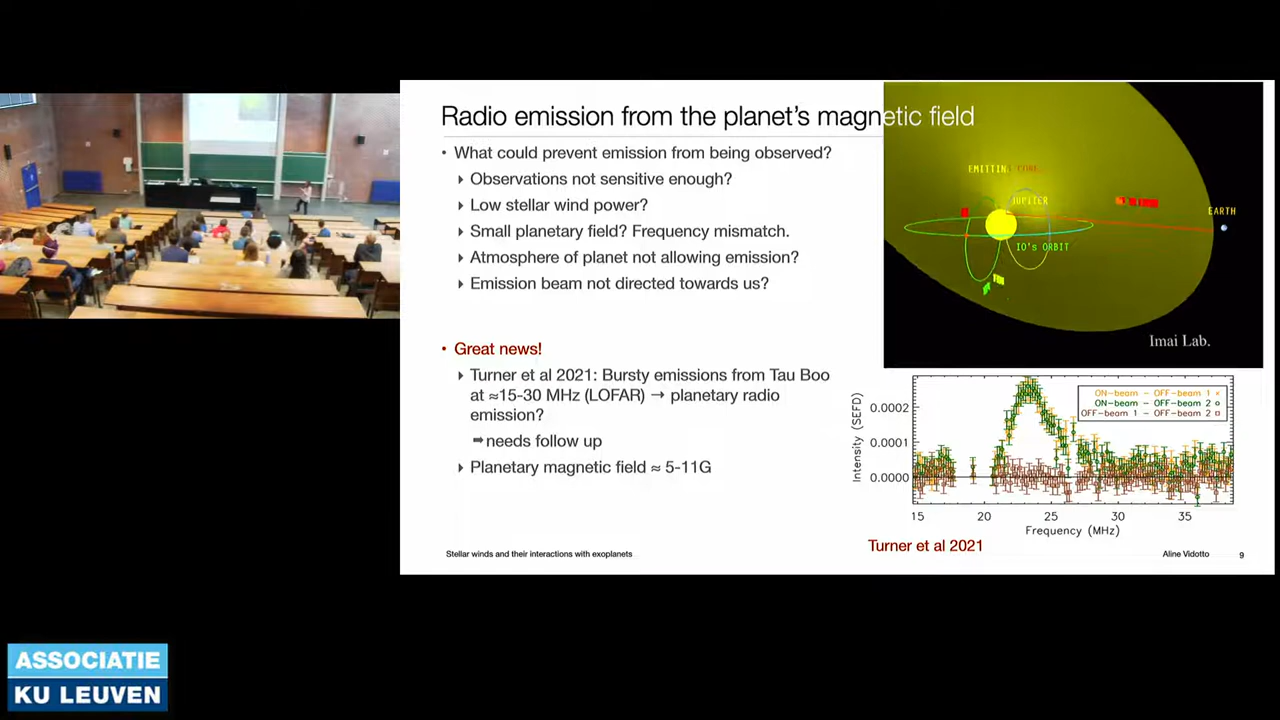 Radio emission from the planet's magnetic field
• What could prevent emission from being observed?
Observations not sensitive enough?
Low stellar wind power?
Small planetary field? Frequency mismatch.
Atmosphere of planet not allowing emission?
Emission beam not directed towards us?
• Great news!
Turner et al 2021: Bursty emissions from Tau Boo
at ≈15-30 MHz (LOFAR) → planetary radio
emission?
➡needs follow up
Planetary magnetic field ≈ 5-11G
EMITTING CONE
JUPITER
EARTH
IO's ORBIT
Imai Lab.
ON-beam – OFF-beam 1
ON-beam – OFF-beam 2
OFF-beam 1 – OFF-beam 2
Intensity (SEFD)
0.0002
0.0001
0.0000
15 20 25 30 35
Frequency (MHz)
Turner et al 2021
Stellar winds and their interactions with exoplanets
Aline Vidotto
9
ASSOCIATIE
KU LEUVEN